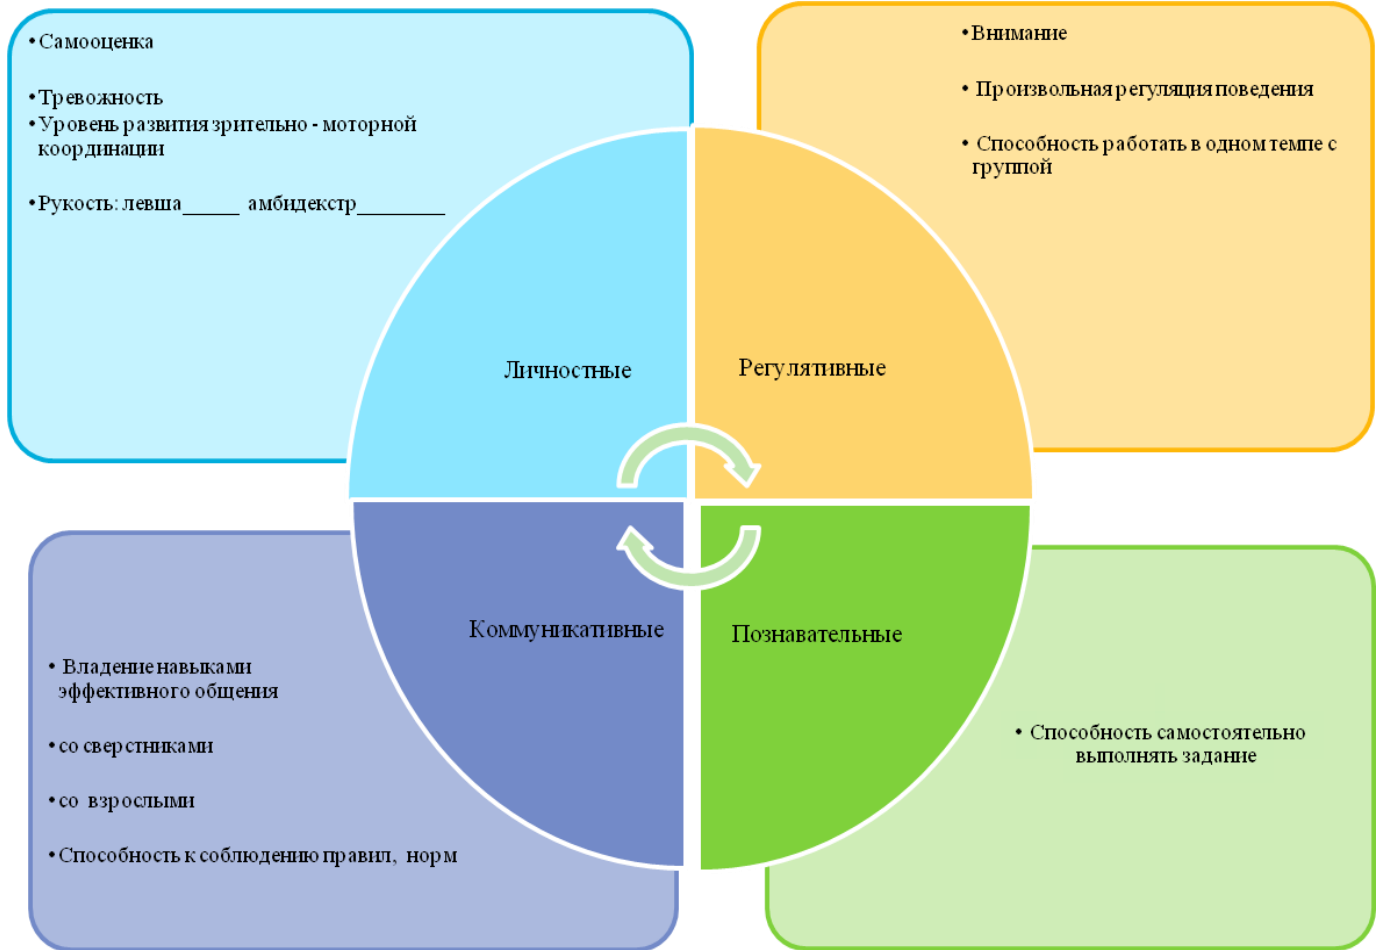 •Самооценка
•Тревожность
•Уровень развития зрительно - моторной
координации
•Рукость: левша_____ амбидекстр________
•Внимание
• Произвольная регуляция поведения
• Способность работать в одном темпе с
группой
Личностные
Регулятивные
Коммуникативные
Познавательные
• Владение навыками
эффективного общения
•со сверстниками
•со взрослыми
•Способность к соблюдению правил, норм
• Способность самостоятельно
выполнять задание